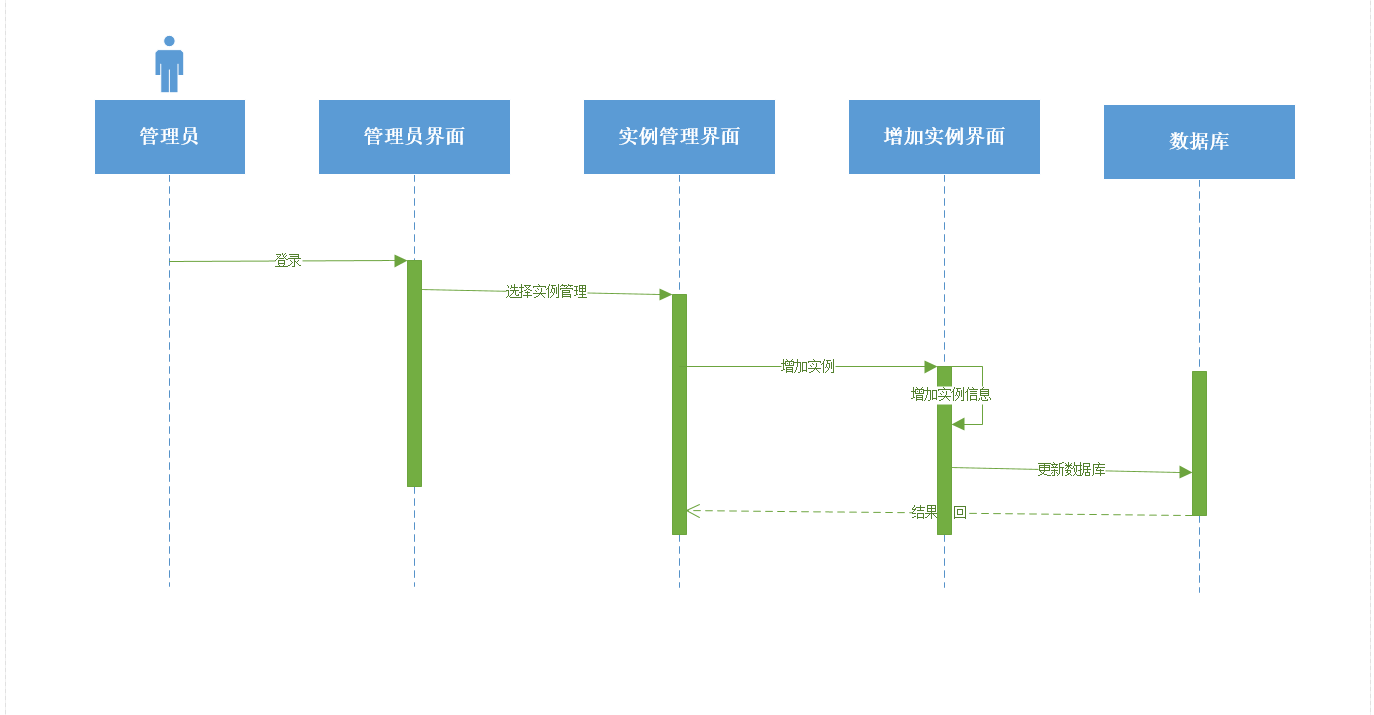 管理员
管理员界面
实例管理界面
增加实例界面
数据库
登录
选择实例管理
增加实例
增加实例信息
更新数据库
结果 回